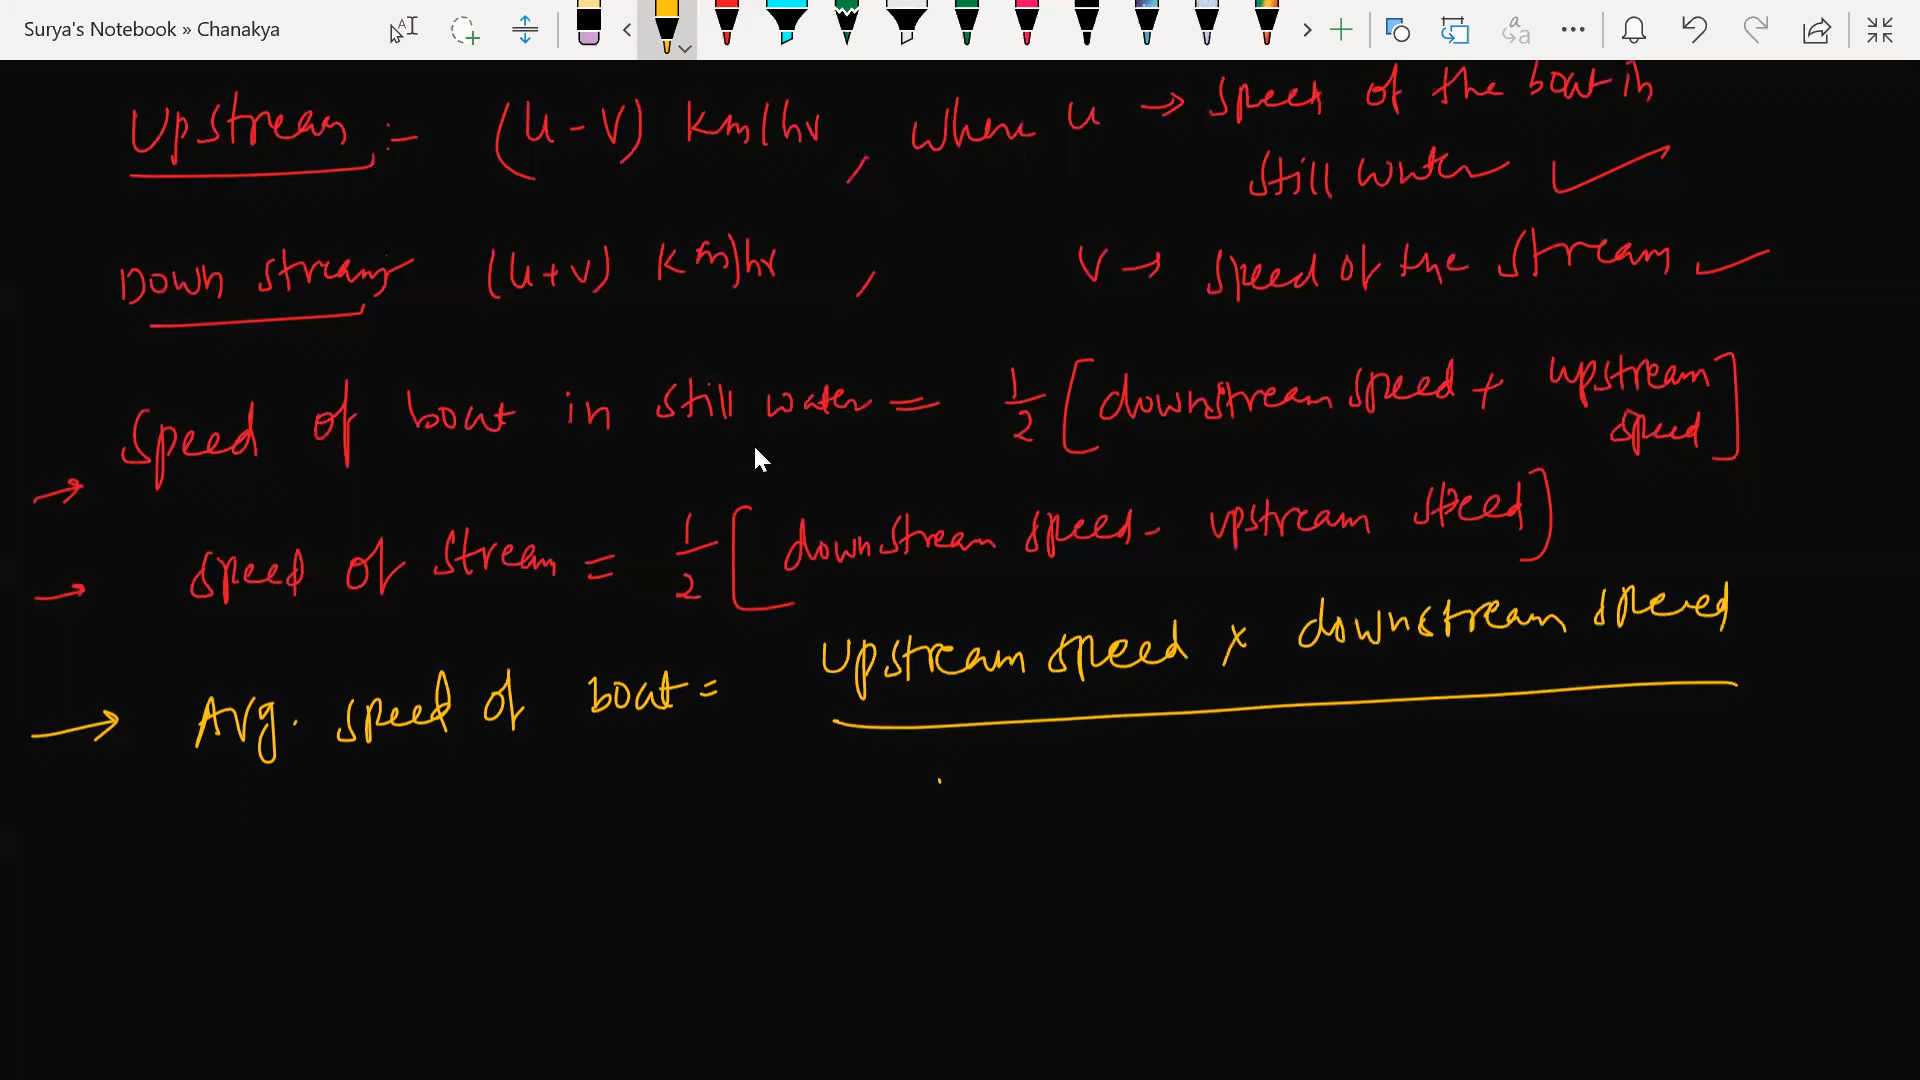 Surya's Notebook » Chanakya
Upstream :- (u-v) km/hr, where u → speed of the boat in
still water ✓
Down stream (u+v) km/hr, v → speed of the stream ✓
→ speed of boat in still water = 1/2 [downstream speed + upstream speed]
→ speed of stream = 1/2 [downstream speed - upstream speed]
→ Avg. speed of boat = upstream speed x downstream speed